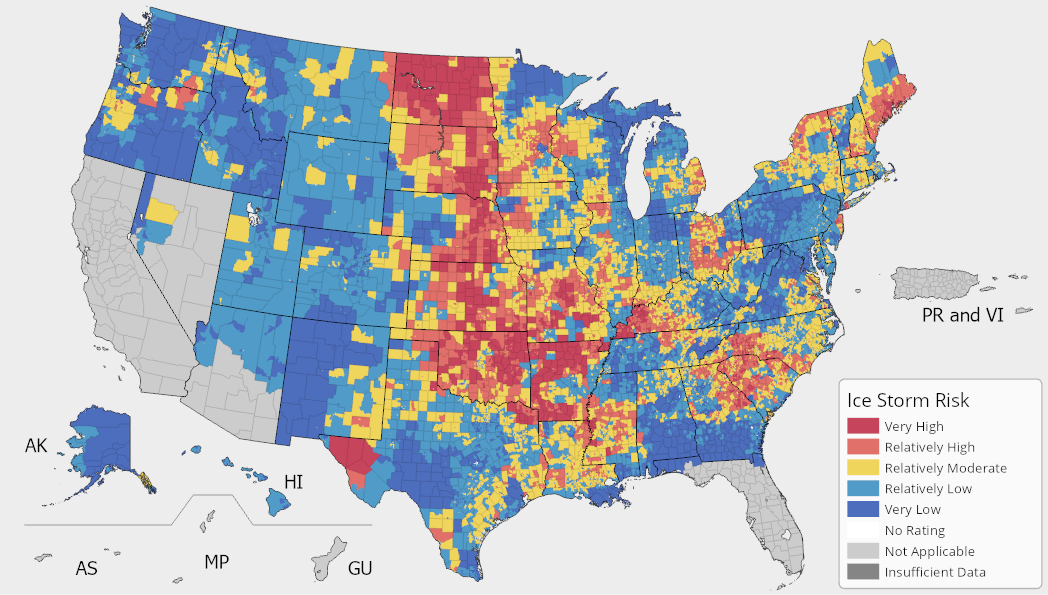 PR and VI
AK
HI
AS
MP
GU
Ice Storm Risk
Very High
Relatively High
Relatively Moderate
Relatively Low
Very Low
No Rating
Not Applicable
Insufficient Data